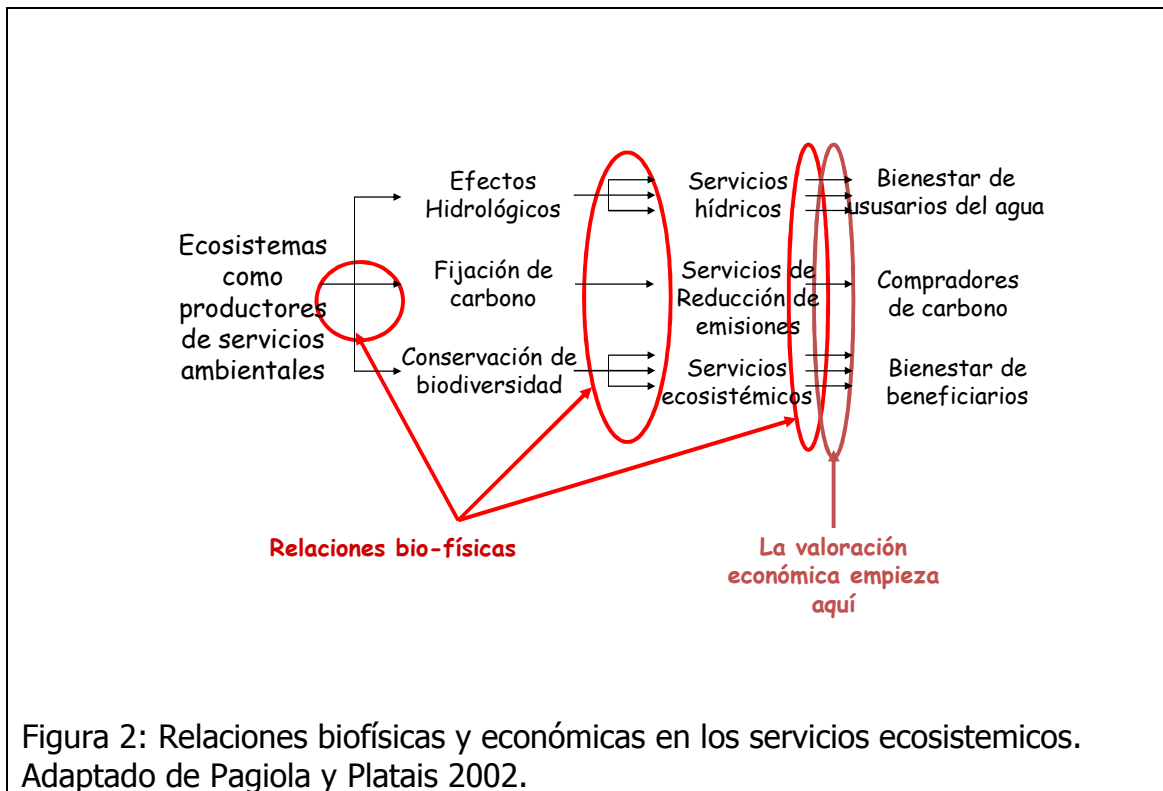 Ecosistemas
como
productores
de servicios
ambientales
Efectos
Hidrológicos
Fijación de
carbono
Conservación de
biodiversidad
Servicios
hídricos
Servicios de
Reducción de
emisiones
Servicios
ecosistémicos
Bienestar de
ususarios del agua
Compradores
de carbono
Bienestar de
beneficiarios
Relaciones bio-físicas
La valoración
económica empieza
aquí
Figura 2: Relaciones biofísicas y económicas en los servicios ecosistemicos.
Adaptado de Pagiola y Platais 2002.